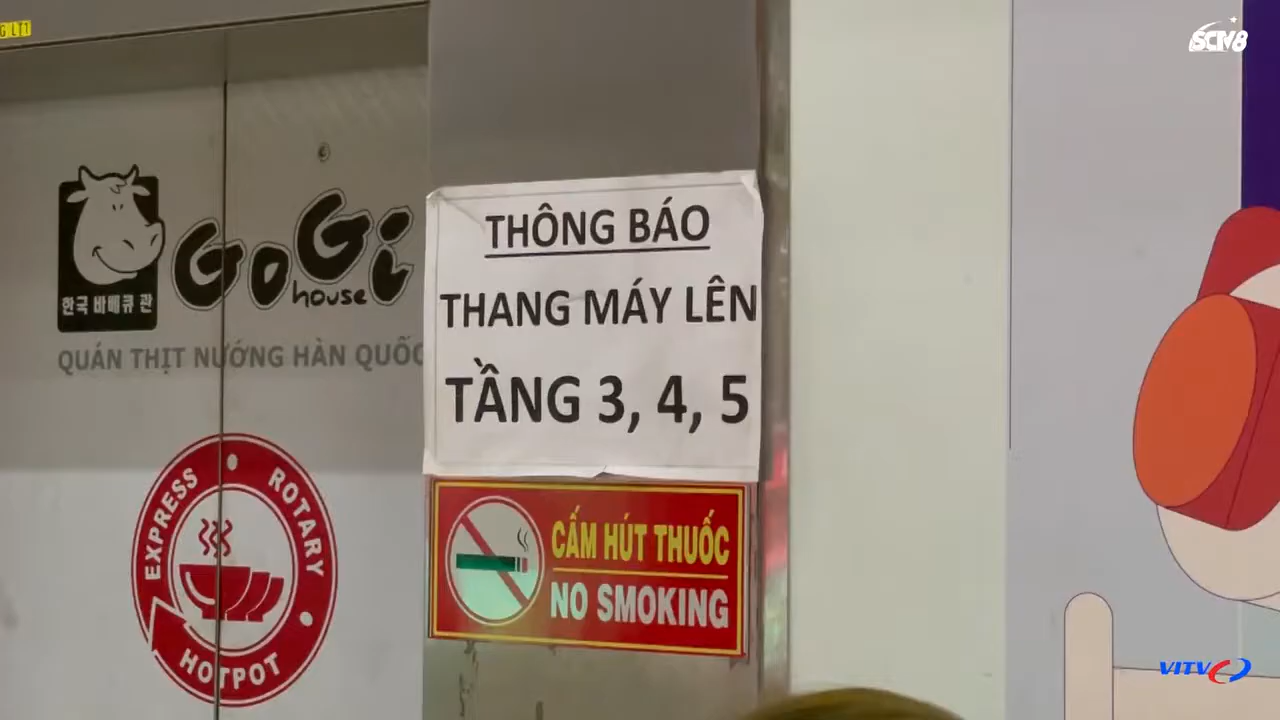 G LT1
SCTV8
GoGi
house
한국 바베큐 관
QUÁN THỊT NƯỚNG HÀN QUỐC
THÔNG BÁO
THANG MÁY LÊN
TẦNG 3, 4, 5
EXPRESS
ROTARY
HOTPOT
CẤM HÚT THUỐC
NO SMOKING
VITV